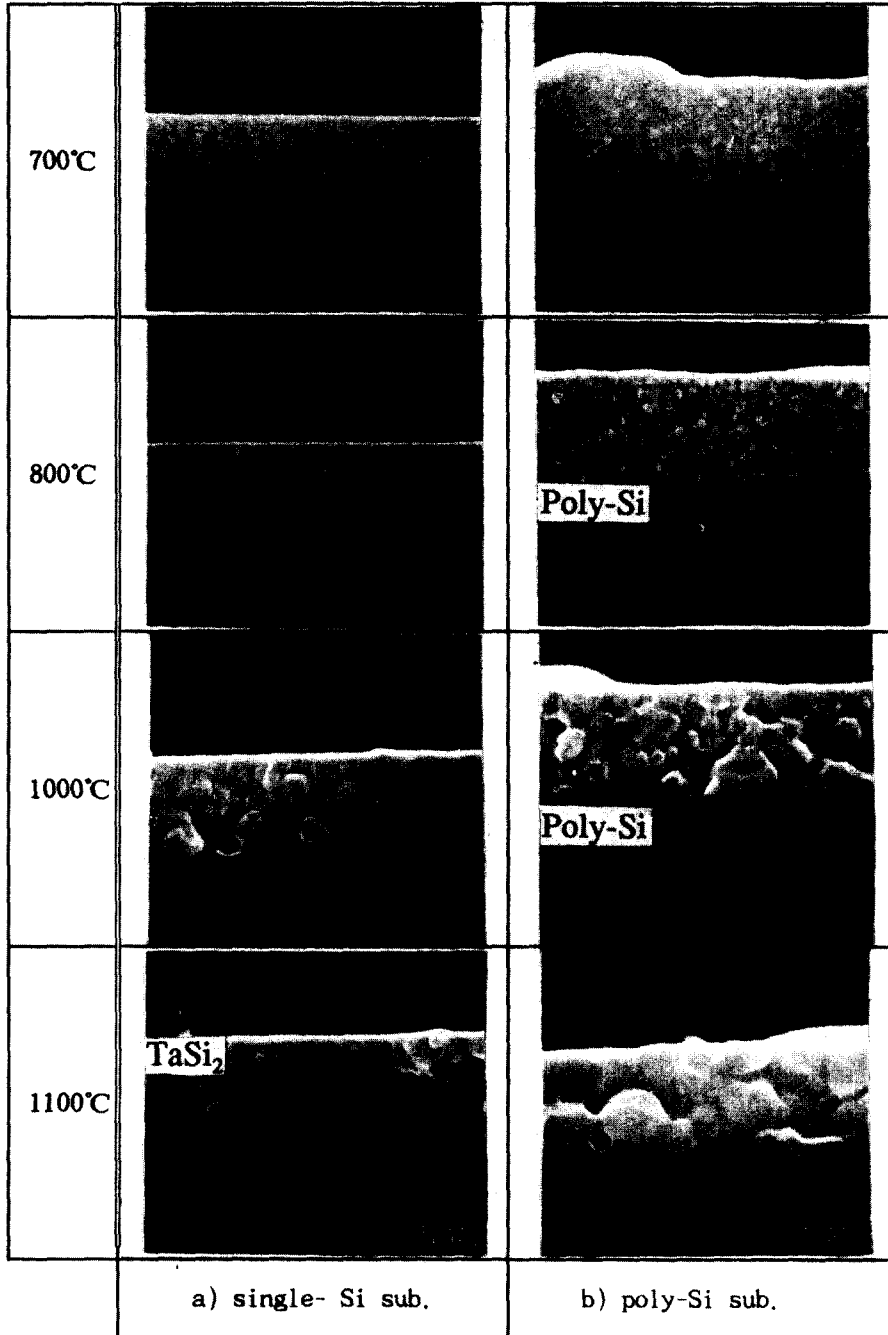 700℃
800℃
Poly-Si
1000℃
Poly-Si
TaSi₂
1100℃
a) single- Si sub.
b) poly-Si sub.